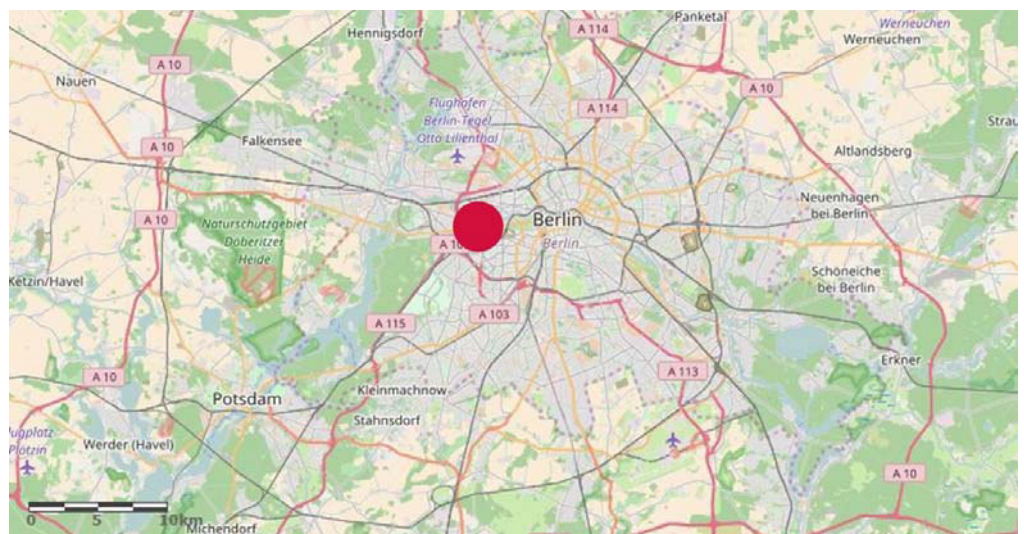 Panketal
Werneuchen
A 114
Hennigsdorf
Werneuchen
A 10
Nauen
A 10
Flughafen
Berlin-Tegel
Otto Lilienthal
A 114
Falkensee
A 10
Altlandsberg
Neuenhagen
bei Berlin
A 10
Naturschutzgebiet
Döberitzer
Heide
Berlin
Berlin
Ketzin/Havel
Schöneiche
bei Berlin
A 115
A 103
Erkner
A 10
A 113
Kleinmachnow
Potsdam
Stahnsdorf
Werder (Havel)
A 10
0 5 10km
Michendorf